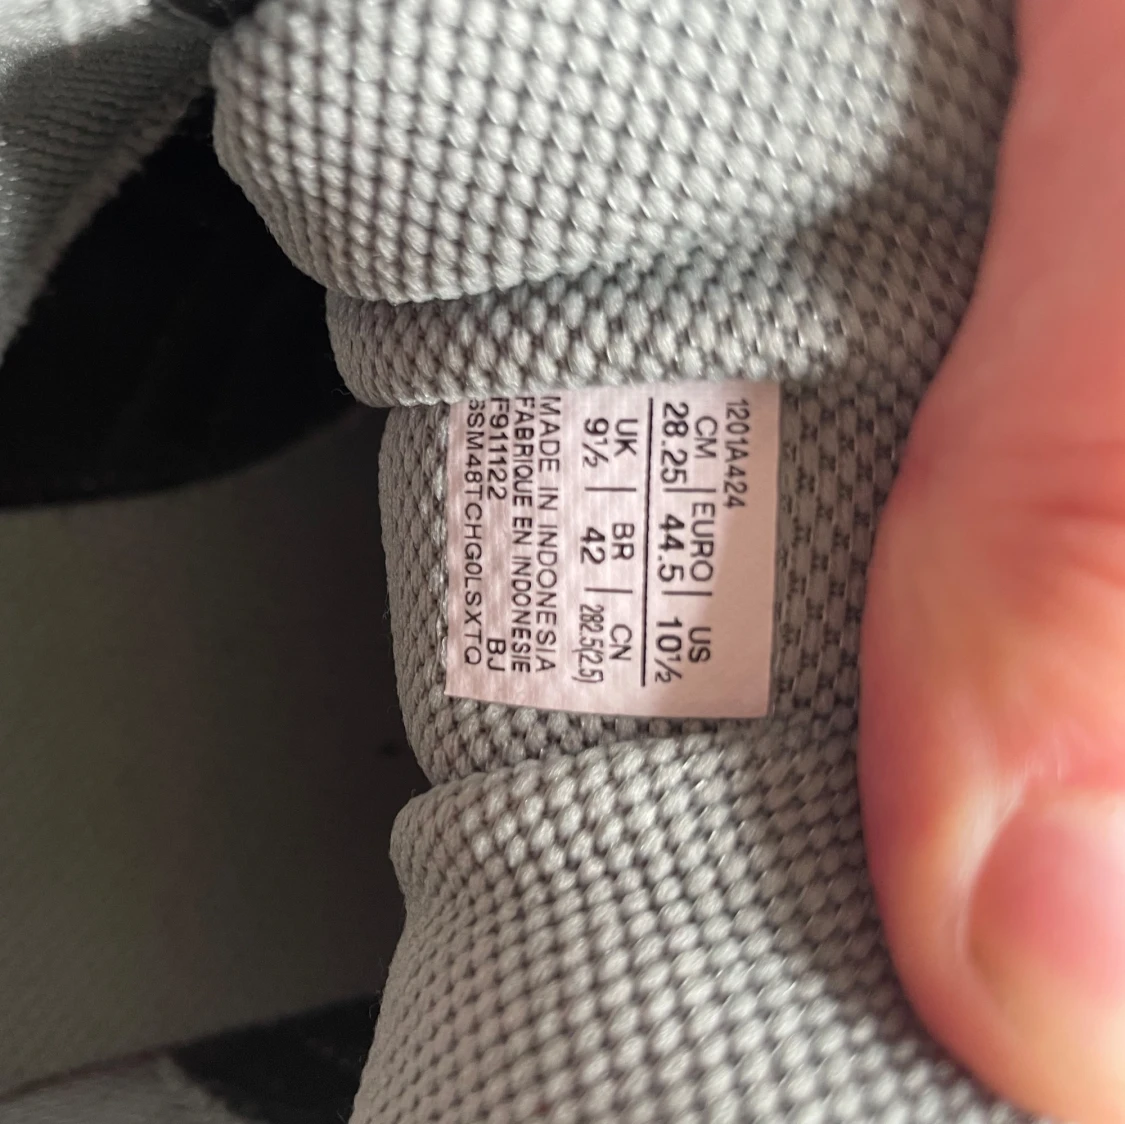 1201A424
CM | EURO | US
28.25 | 44.5 | 10½
UK | BR | CN
9½ | 42 | 282.5(2.5)
MADE IN INDONESIA
FABRIQUE EN INDONESIE
F911122 BJ
SSM48TCHG0LSXTQ